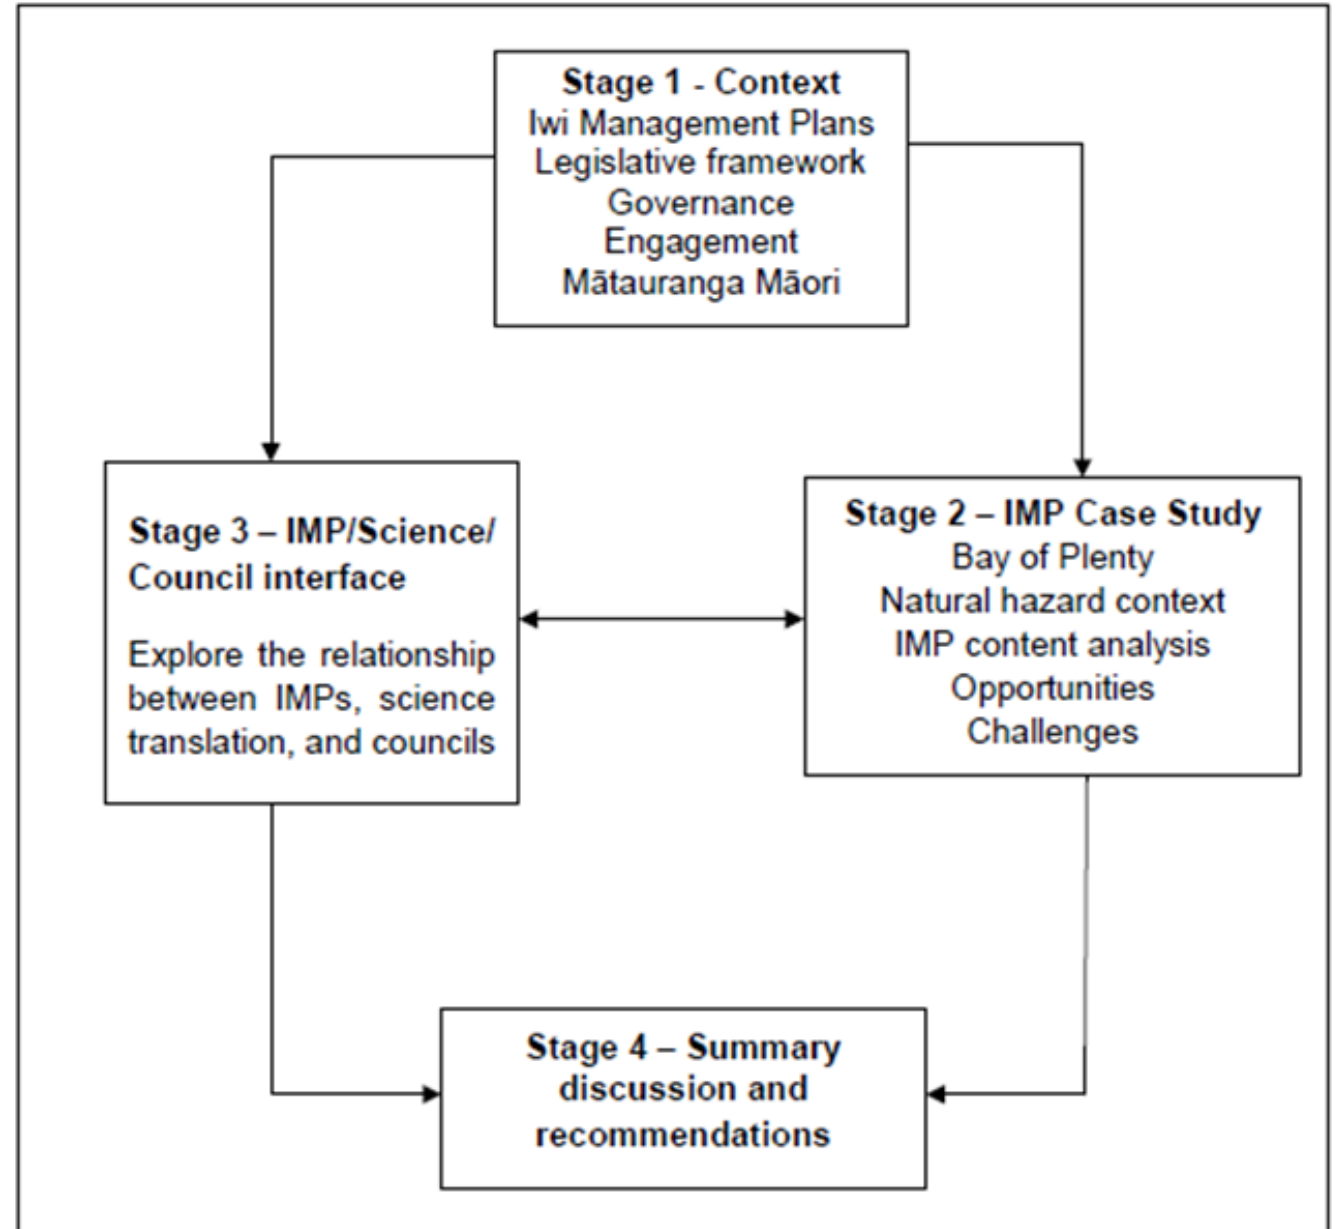 Stage 1 - Context
Iwi Management Plans
Legislative framework
Governance
Engagement
Mātauranga Māori
Stage 3 – IMP/Science/
Council interface
Explore the relationship
between IMPs, science
translation, and councils
Stage 2 – IMP Case Study
Bay of Plenty
Natural hazard context
IMP content analysis
Opportunities
Challenges
Stage 4 – Summary
discussion and
recommendations